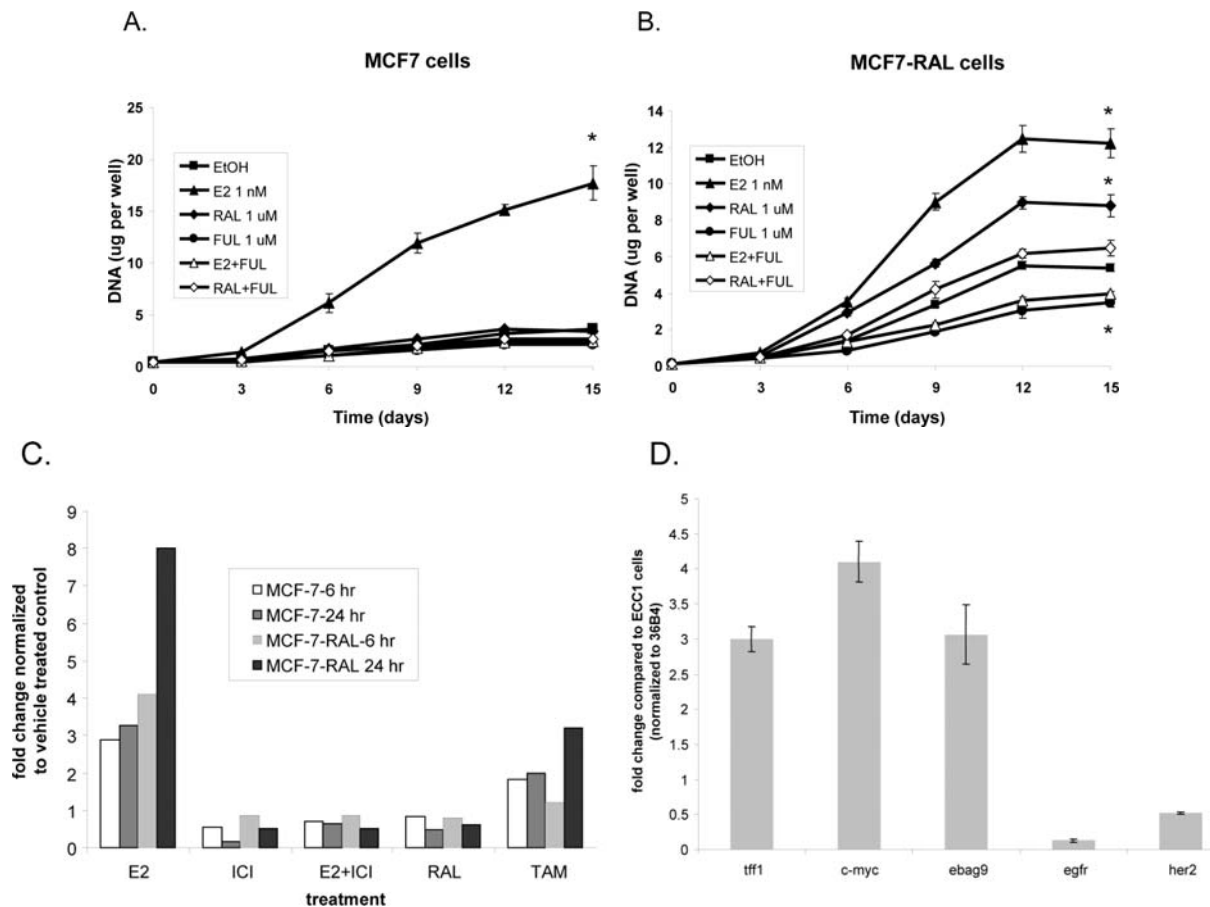 A.
MCF7 cells
DNA (ug per well)
25
20
15
10
5
0
EtOH
E2 1 nM
RAL 1 uM
FUL 1 uM
E2+FUL
RAL+FUL
*
0 3 6 9 12 15
Time (days)
B.
MCF7-RAL cells
DNA (ug per well)
14
12
10
8
6
4
2
0
EtOH
E2 1 nM
RAL 1 uM
FUL 1 uM
E2+FUL
RAL+FUL
*
*
*
0 3 6 9 12 15
Time (days)
C.
fold change normalized
to vehicle treated control
9
8
7
6
5
4
3
2
1
0
MCF-7-6 hr
MCF-7-24 hr
MCF-7-RAL-6 hr
MCF-7-RAL 24 hr
E2 ICI E2+ICI RAL TAM
treatment
D.
fold change compared to ECC1 cells
(normalized to 36B4)
5
4.5
4
3.5
3
2.5
2
1.5
1
0.5
0
tff1 c-myc ebag9 egfr her2